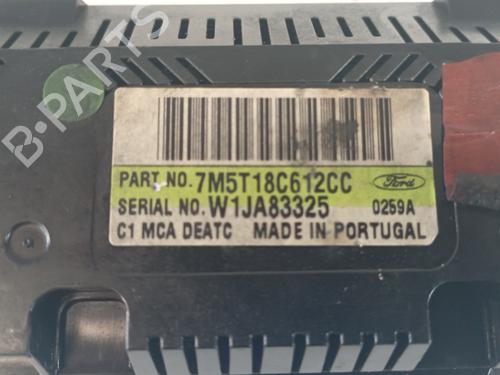 B-PARTS
PART NO. 7M5T18C612CC Ford
SERIAL NO. W1JA83325 0259A
C1 MCA DEATC MADE IN PORTUGAL